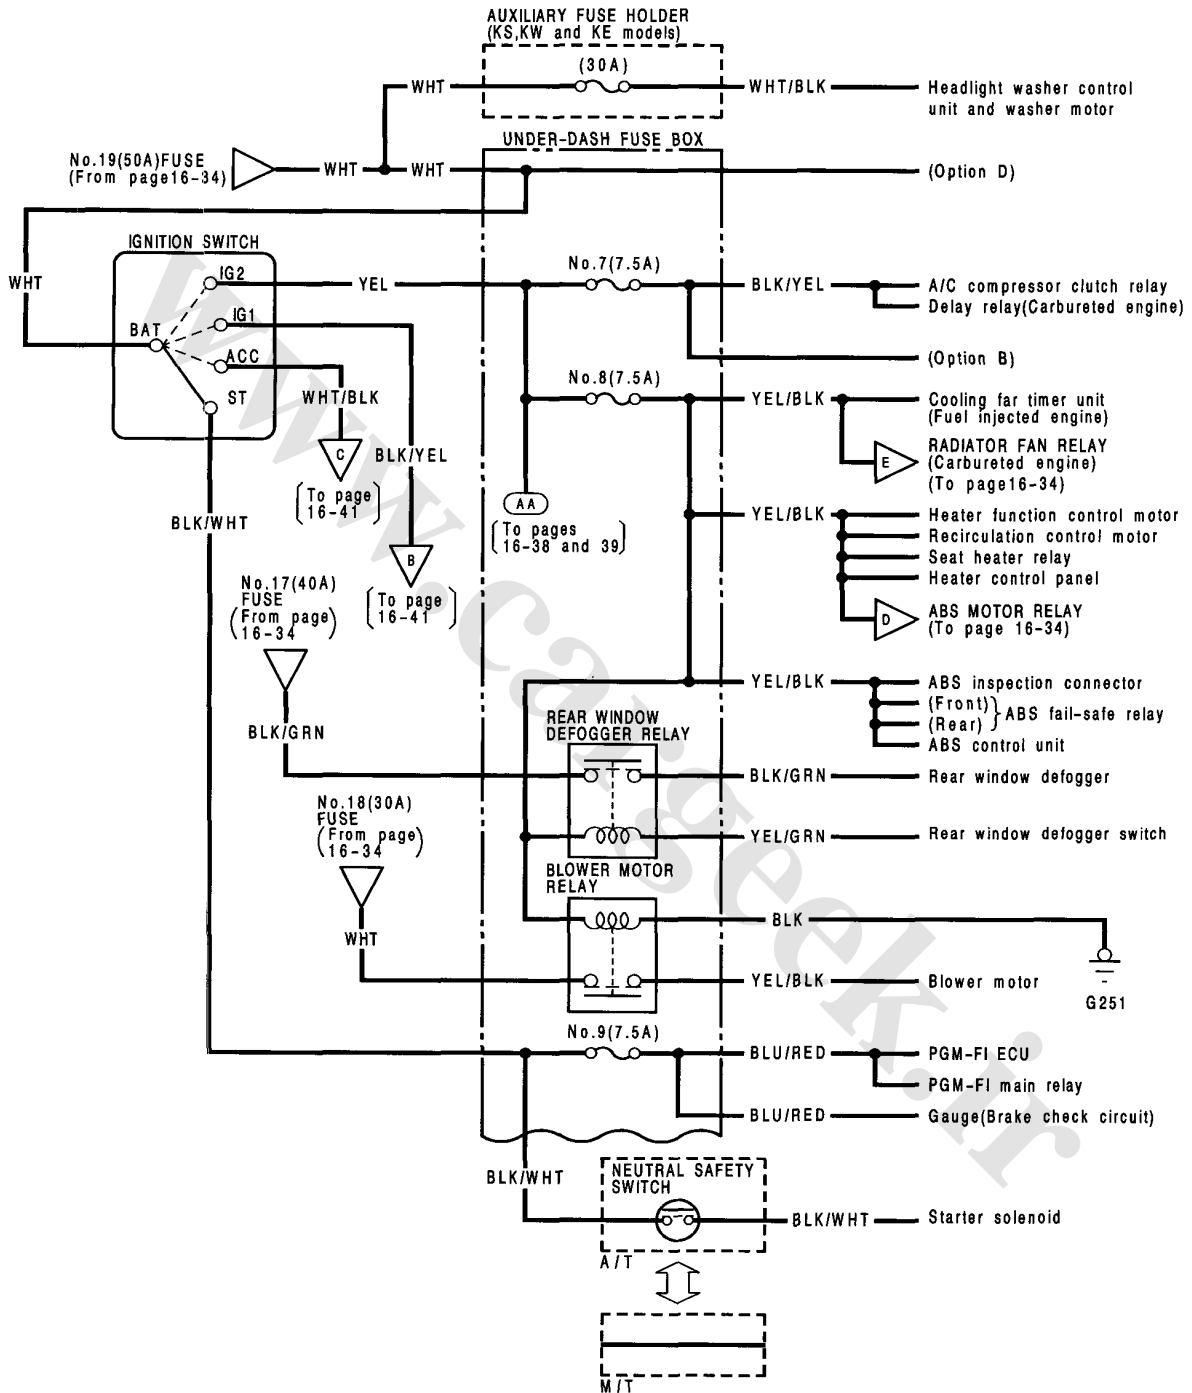 AUXILIARY FUSE HOLDER
(KS,KW and KE models)
(30A)
WHT
WHT/BLK
Headlight washer control
unit and washer motor
UNDER-DASH FUSE BOX
No.19(50A)FUSE
(From page16-34)
WHT
WHT
(Option D)
IGNITION SWITCH
WHT
IG2
YEL
No.7(7.5A)
BLK/YEL
A/C compressor clutch relay
Delay relay(Carbureted engine)
IG1
BAT
ACC
(Option B)
ST
WHT/BLK
No.8(7.5A)
YEL/BLK
Cooling far timer unit
(Fuel injected engine)
C
BLK/YEL
E
RADIATOR FAN RELAY
(Carbureted engine)
(To page16-34)
(To page
16-41)
AA
(To pages
16-38 and 39)
BLK/WHT
YEL/BLK
Heater function control motor
Recirculation control motor
Seat heater relay
Heater control panel
B
No.17(40A)
FUSE
(From page)
16-34
(To page
16-41)
D
ABS MOTOR RELAY
(To page 16-34)
YEL/BLK
ABS inspection connector
(Front)
(Rear)
ABS fail-safe relay
ABS control unit
BLK/GRN
REAR WINDOW
DEFOGGER RELAY
BLK/GRN
Rear window defogger
No.18(30A)
FUSE
(From page)
16-34
YEL/GRN
Rear window defogger switch
BLOWER MOTOR
RELAY
BLK
WHT
YEL/BLK
Blower motor
G251
No.9(7.5A)
BLU/RED
PGM-FI ECU
PGM-FI main relay
BLU/RED
Gauge(Brake check circuit)
BLK/WHT
NEUTRAL SAFETY
SWITCH
BLK/WHT
Starter solenoid
A/T
M/T
www.cargeek.ir